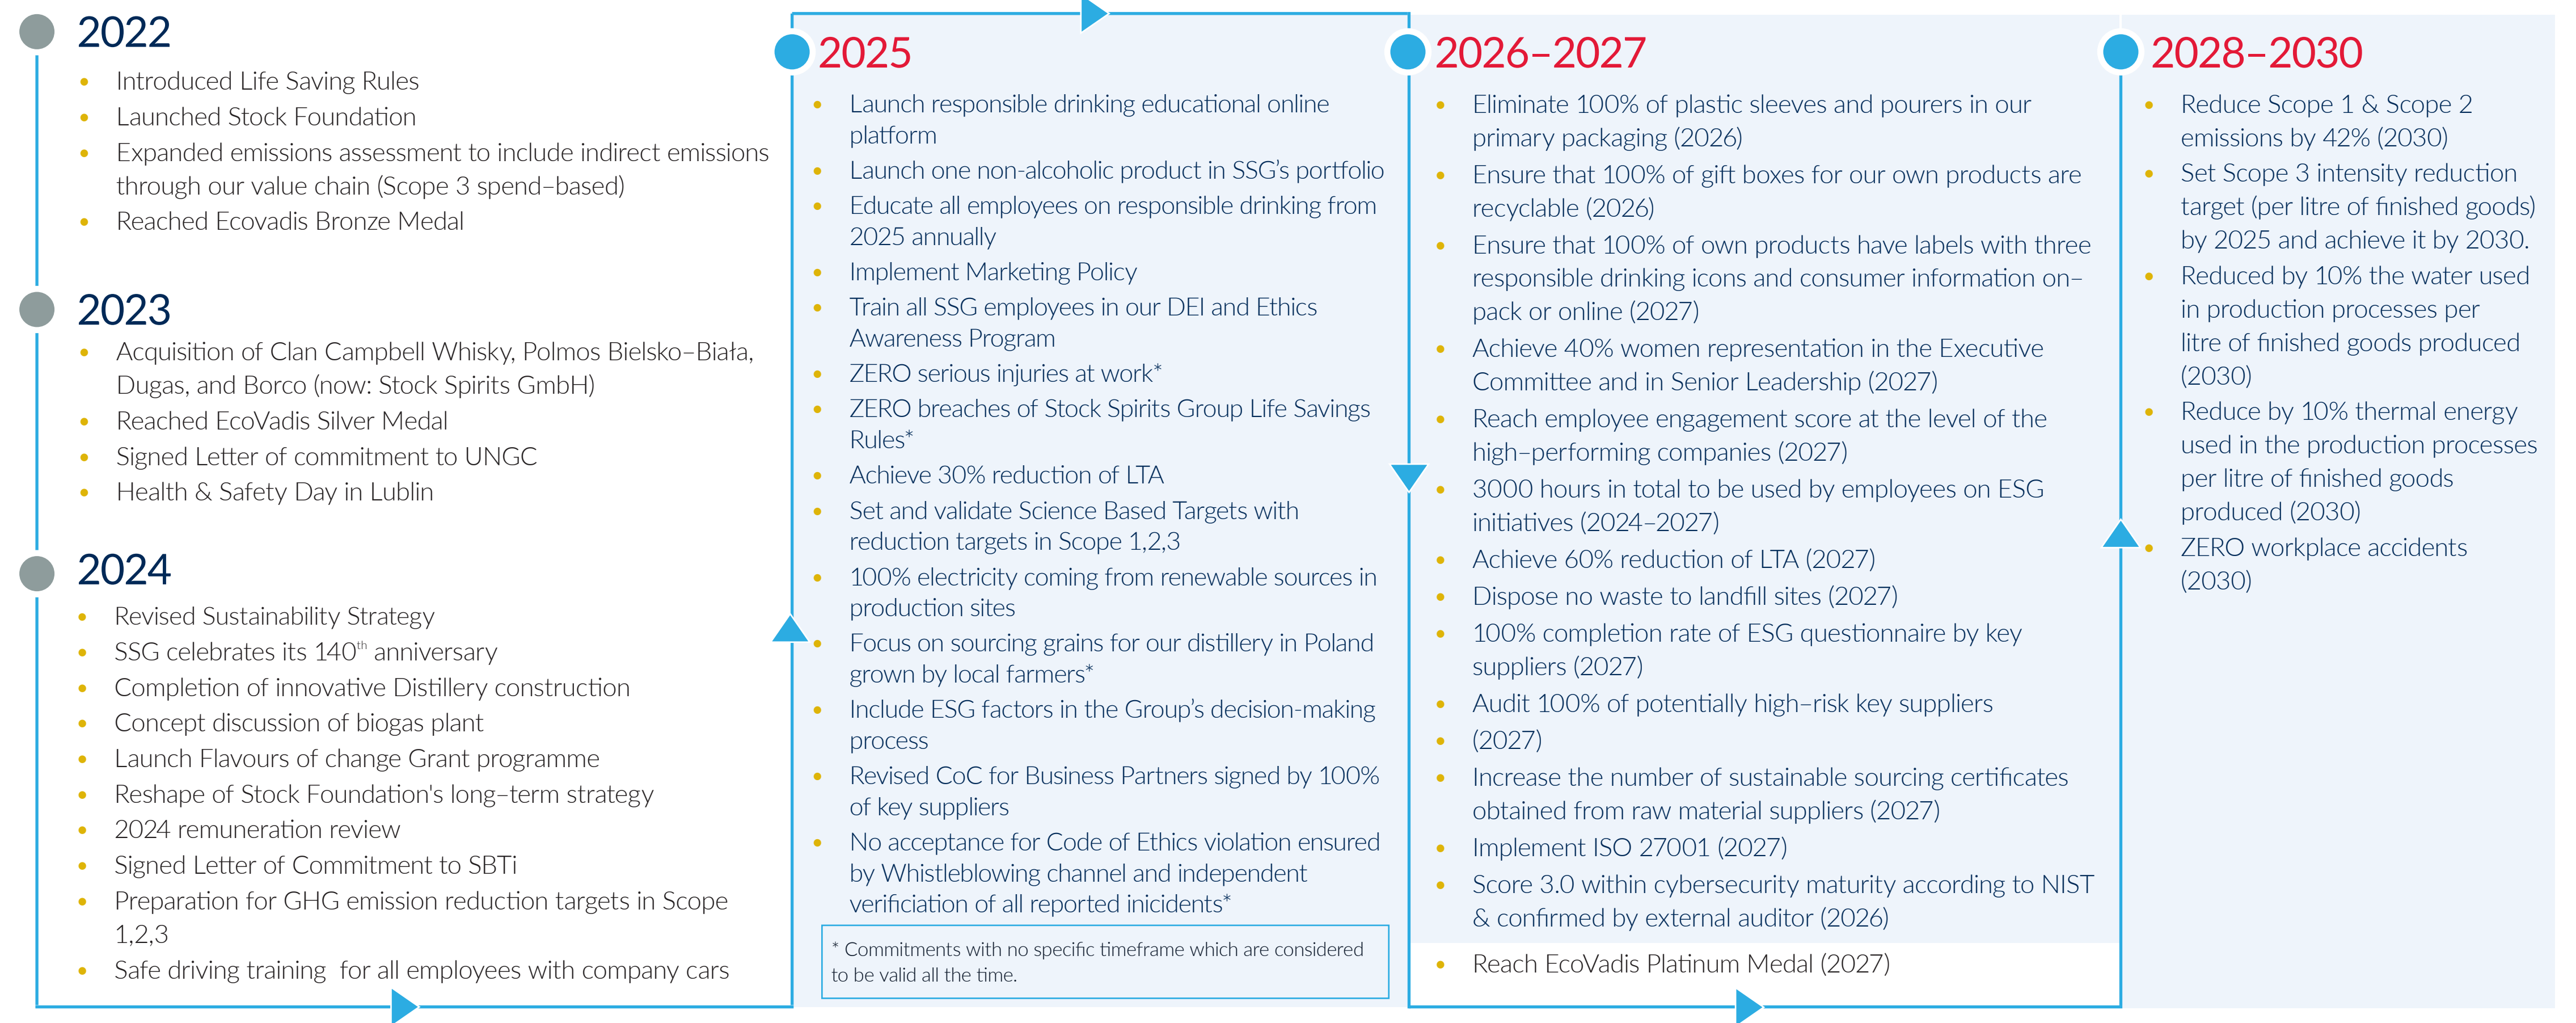 2022
• Introduced Life Saving Rules
• Launched Stock Foundation
• Expanded emissions assessment to include indirect emissions
through our value chain (Scope 3 spend–based)
• Reached Ecovadis Bronze Medal
2023
• Acquisition of Clan Campbell Whisky, Polmos Bielsko–Biała,
Dugas, and Borco (now: Stock Spirits GmbH)
• Reached EcoVadis Silver Medal
• Signed Letter of commitment to UNGC
• Health & Safety Day in Lublin
2024
• Revised Sustainability Strategy
• SSG celebrates its 140th anniversary
• Completion of innovative Distillery construction
• Concept discussion of biogas plant
• Launch Flavours of change Grant programme
• Reshape of Stock Foundation's long–term strategy
• 2024 remuneration review
• Signed Letter of Commitment to SBTi
• Preparation for GHG emission reduction targets in Scope
1,2,3
• Safe driving training for all employees with company cars
2025
• Launch responsible drinking educational online
platform
• Launch one non-alcoholic product in SSG's portfolio
• Educate all employees on responsible drinking from
2025 annually
• Implement Marketing Policy
• Train all SSG employees in our DEI and Ethics
Awareness Program
• ZERO serious injuries at work*
• ZERO breaches of Stock Spirits Group Life Savings
Rules*
• Achieve 30% reduction of LTA
• Set and validate Science Based Targets with
reduction targets in Scope 1,2,3
• 100% electricity coming from renewable sources in
production sites
• Focus on sourcing grains for our distillery in Poland
grown by local farmers*
• Include ESG factors in the Group's decision-making
process
• Revised CoC for Business Partners signed by 100%
of key suppliers
• No acceptance for Code of Ethics violation ensured
by Whistleblowing channel and independent
verificiation of all reported inicidents*
* Commitments with no specific timeframe which are considered
to be valid all the time.
2026–2027
• Eliminate 100% of plastic sleeves and pourers in our
primary packaging (2026)
• Ensure that 100% of gift boxes for our own products are
recyclable (2026)
• Ensure that 100% of own products have labels with three
responsible drinking icons and consumer information on–
pack or online (2027)
• Achieve 40% women representation in the Executive
Committee and in Senior Leadership (2027)
• Reach employee engagement score at the level of the
high–performing companies (2027)
• 3000 hours in total to be used by employees on ESG
initiatives (2024–2027)
• Achieve 60% reduction of LTA (2027)
• Dispose no waste to landfill sites (2027)
• 100% completion rate of ESG questionnaire by key
suppliers (2027)
• Audit 100% of potentially high–risk key suppliers
• (2027)
• Increase the number of sustainable sourcing certificates
obtained from raw material suppliers (2027)
• Implement ISO 27001 (2027)
• Score 3.0 within cybersecurity maturity according to NIST
& confirmed by external auditor (2026)
• Reach EcoVadis Platinum Medal (2027)
2028–2030
• Reduce Scope 1 & Scope 2
emissions by 42% (2030)
• Set Scope 3 intensity reduction
target (per litre of finished goods)
by 2025 and achieve it by 2030.
• Reduced by 10% the water used
in production processes per
litre of finished goods produced
(2030)
• Reduce by 10% thermal energy
used in the production processes
per litre of finished goods
produced (2030)
• ZERO workplace accidents
(2030)